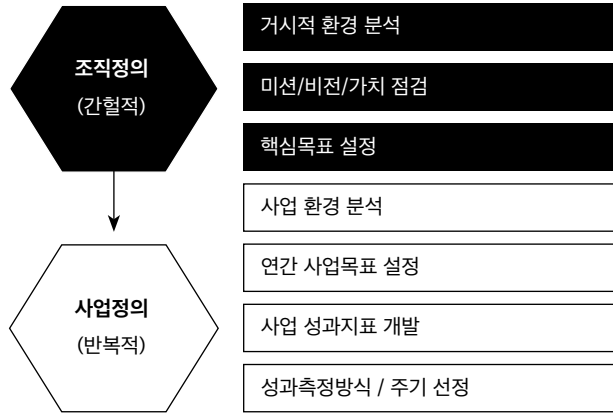 조직정의
(간헐적)
거시적 환경 분석
미션/비전/가치 점검
핵심목표 설정
사업정의
(반복적)
사업 환경 분석
연간 사업목표 설정
사업 성과지표 개발
성과측정방식 / 주기 선정